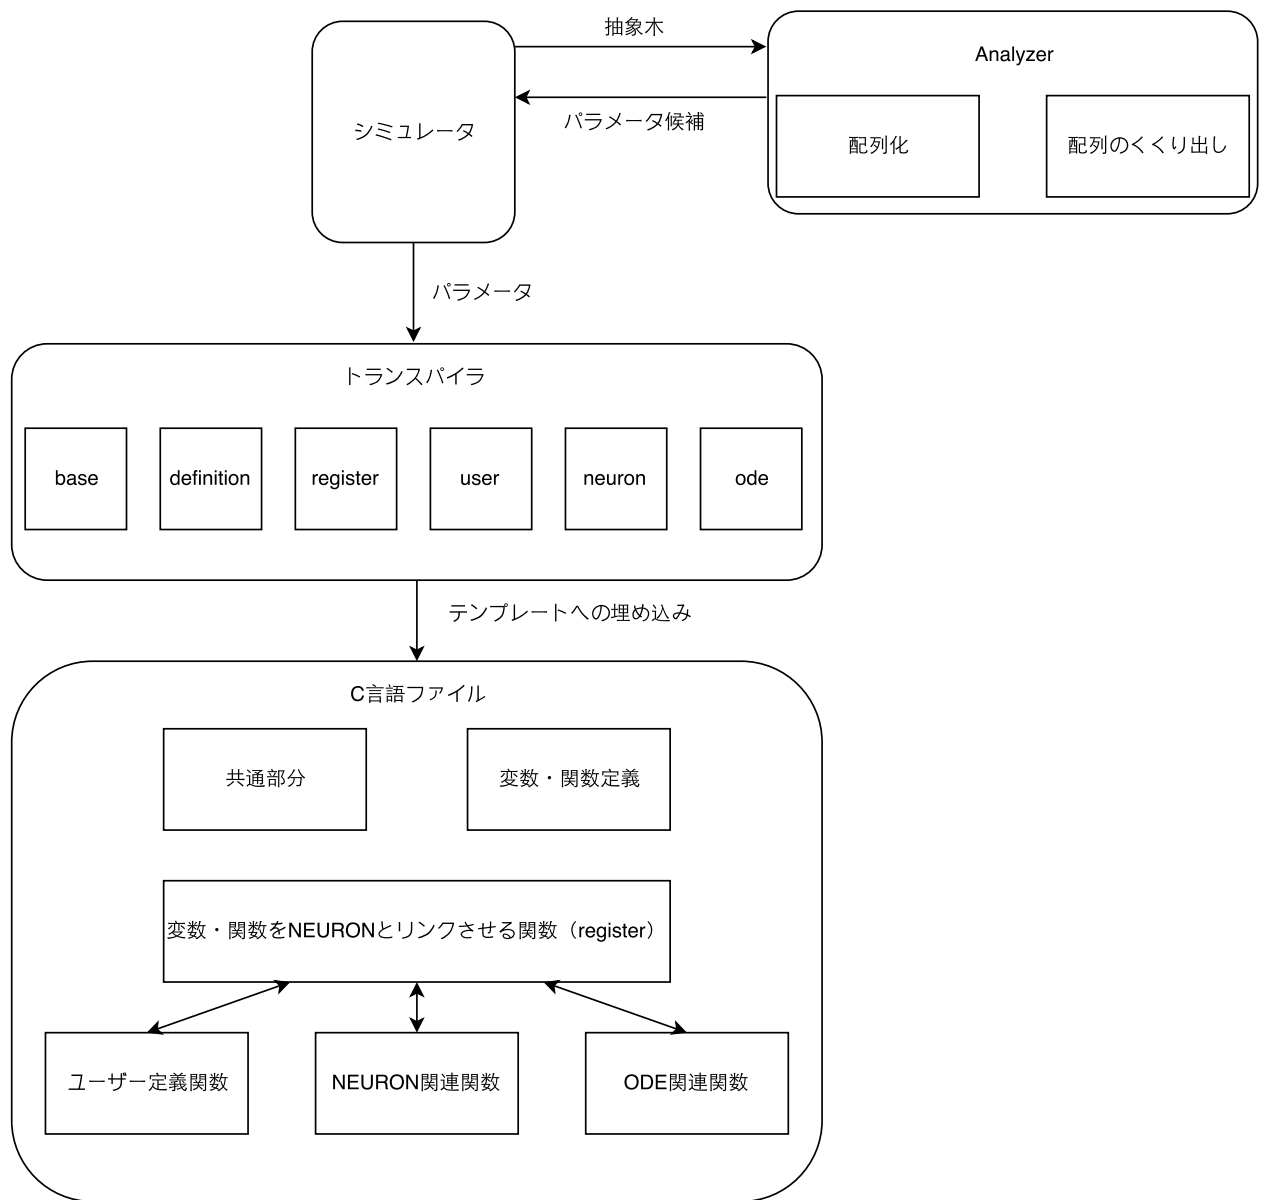 抽象木
Analyzer
シミュレータ
パラメータ候補
配列化
配列のくくり出し
パラメータ
トランスパイラ
base
definition
register
user
neuron
ode
テンプレートへの埋め込み
C言語ファイル
共通部分
変数・関数定義
変数・関数をNEURONとリンクさせる関数（register）
ユーザー定義関数
NEURON関連関数
ODE関連関数